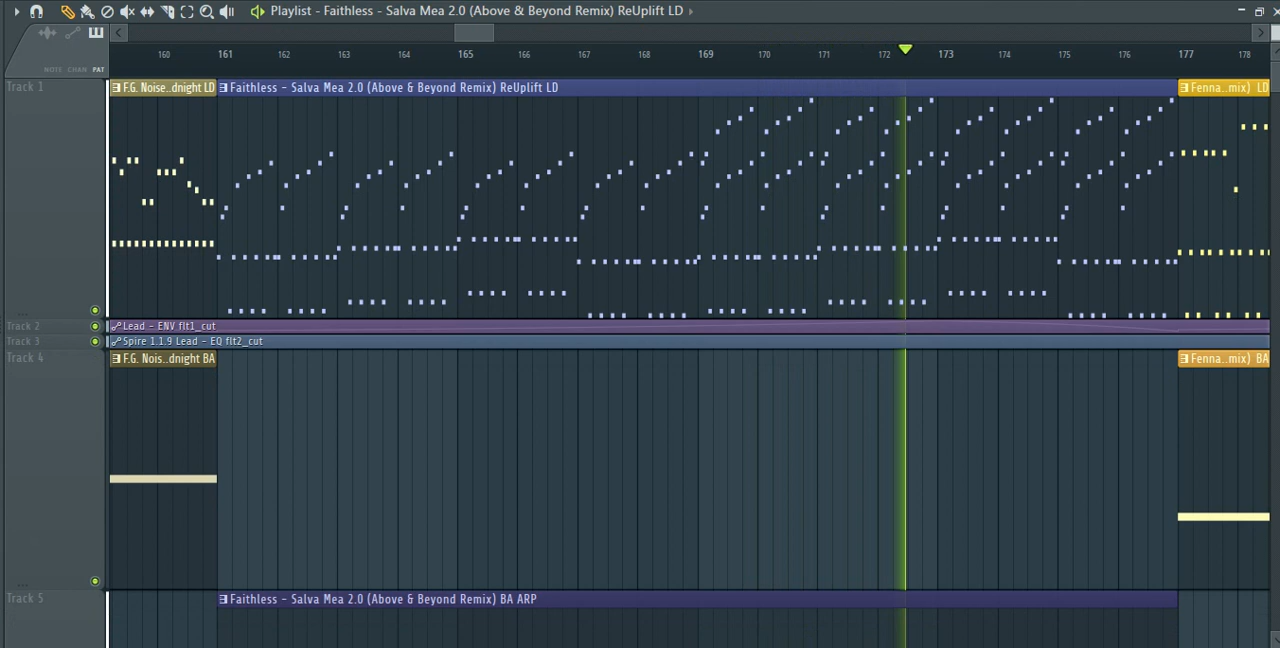 Playlist - Faithless - Salva Mea 2.0 (Above & Beyond Remix) ReUplift LD
NOTE CHAN PAT
160 161 162 163 164 165 166 167 168 169 170 171 172 173 174 175 176 177 178
Track 1
F.G. Noise..dnight LD
Faithless - Salva Mea 2.0 (Above & Beyond Remix) ReUplift LD
Fenna..mix) LD
Track 2
Lead - ENV flt1_cut
Track 3
Spire 1.1.9 Lead - EQ flt2_cut
Track 4
F.G. Nois..dnight BA
Fenna..mix) BA
Track 5
Faithless - Salva Mea 2.0 (Above & Beyond Remix) BA ARP